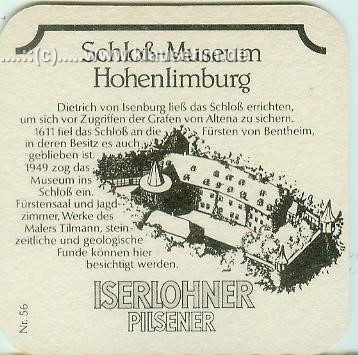 Schloß-Museum
Hohenlimburg
Dietrich von Isenburg ließ das Schloß errichten,
um sich vor Zugriffen der Grafen von Altena zu sichern.
1611 fiel das Schloß an die Fürsten von Bentheim,
in deren Besitz es auch
geblieben ist.
1949 zog das
Museum ins
Schloß ein.
Fürstensaal und Jagd-
zimmer, Werke des
Malers Tilmann, stein-
zeitliche und geologische
Funde können hier
besichtigt werden.
ISERLOHNER
PILSENER
Nr. 56